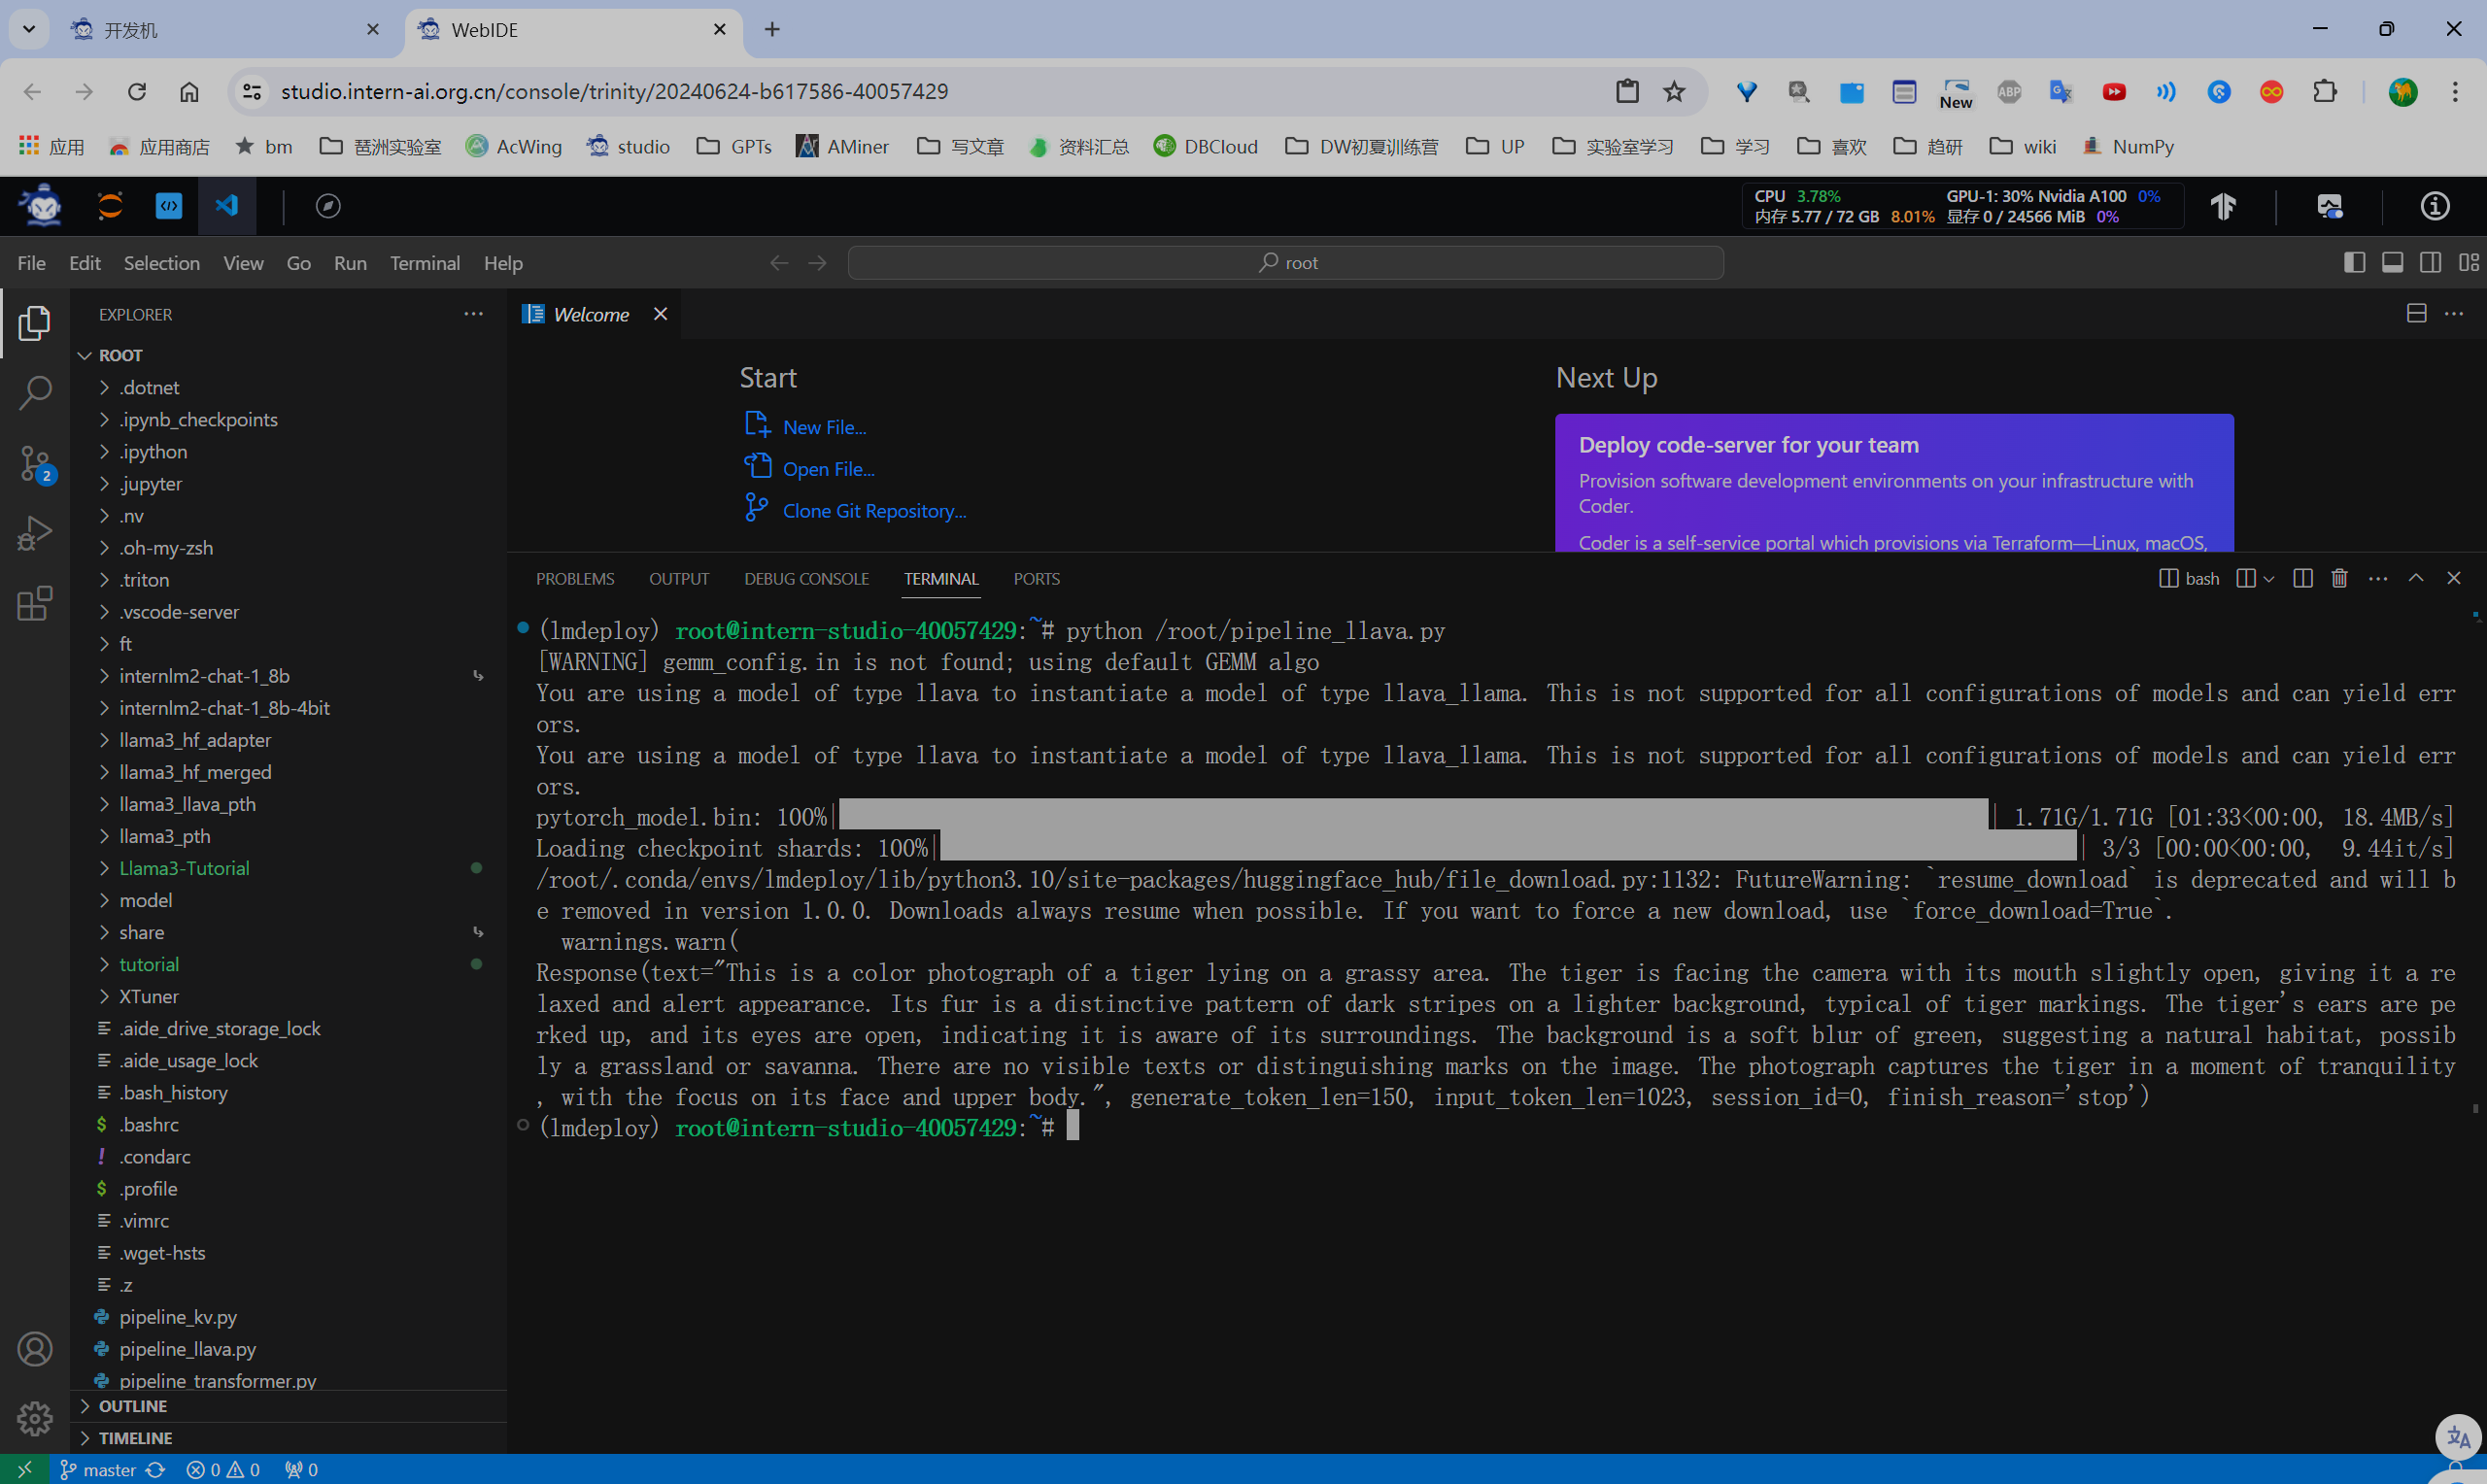 开发机
WebIDE
studio.intern-ai.org.cn/console/trinity/20240624-b617586-40057429
New
ABP
应用
应用商店
bm
琶洲实验室
AcWing
studio
GPTs
AMiner
写文章
资料汇总
DBCloud
DW初夏训练营
UP
实验室学习
学习
喜欢
趋研
wiki
NumPy
CPU 3.78% GPU-1: 30% Nvidia A100 0%
内存 5.77 / 72 GB 8.01% 显存 0 / 24566 MiB 0%
File Edit Selection View Go Run Terminal Help
root
EXPLORER
ROOT
.dotnet
.ipynb_checkpoints
.ipython
.jupyter
.nv
.oh-my-zsh
.triton
.vscode-server
ft
internlm2-chat-1_8b
internlm2-chat-1_8b-4bit
llama3_hf_adapter
llama3_hf_merged
llama3_llava_pth
llama3_pth
Llama3-Tutorial
model
share
tutorial
XTuner
.aide_drive_storage_lock
.aide_usage_lock
.bash_history
.bashrc
.condarc
.profile
.vimrc
.wget-hsts
.z
pipeline_kv.py
pipeline_llava.py
pipeline_transformer.py
OUTLINE
TIMELINE
2
Welcome
Start
New File...
Open File...
Clone Git Repository...
Next Up
Deploy code-server for your team
Provision software development environments on your infrastructure with
Coder.
Coder is a self-service portal which provisions via Terraform—Linux, macOS,
PROBLEMS OUTPUT DEBUG CONSOLE TERMINAL PORTS
bash
(lmdeploy) root@intern-studio-40057429:~# python /root/pipeline_llava.py
[WARNING] gemm_config.in is not found; using default GEMM algo
You are using a model of type llava to instantiate a model of type llava_llama. This is not supported for all configurations of models and can yield err
ors.
You are using a model of type llava to instantiate a model of type llava_llama. This is not supported for all configurations of models and can yield err
ors.
pytorch_model.bin: 100%| | 1.71G/1.71G [01:33<00:00, 18.4MB/s]
Loading checkpoint shards: 100%| | 3/3 [00:00<00:00, 9.44it/s]
/root/.conda/envs/lmdeploy/lib/python3.10/site-packages/huggingface_hub/file_download.py:1132: FutureWarning: `resume_download` is deprecated and will b
e removed in version 1.0.0. Downloads always resume when possible. If you want to force a new download, use `force_download=True`.
warnings.warn(
Response(text="This is a color photograph of a tiger lying on a grassy area. The tiger is facing the camera with its mouth slightly open, giving it a re
laxed and alert appearance. Its fur is a distinctive pattern of dark stripes on a lighter background, typical of tiger markings. The tiger's ears are pe
rked up, and its eyes are open, indicating it is aware of its surroundings. The background is a soft blur of green, suggesting a natural habitat, possib
ly a grassland or savanna. There are no visible texts or distinguishing marks on the image. The photograph captures the tiger in a moment of tranquility
, with the focus on its face and upper body.", generate_token_len=150, input_token_len=1023, session_id=0, finish_reason='stop')
(lmdeploy) root@intern-studio-40057429:~#
master 0 0 0